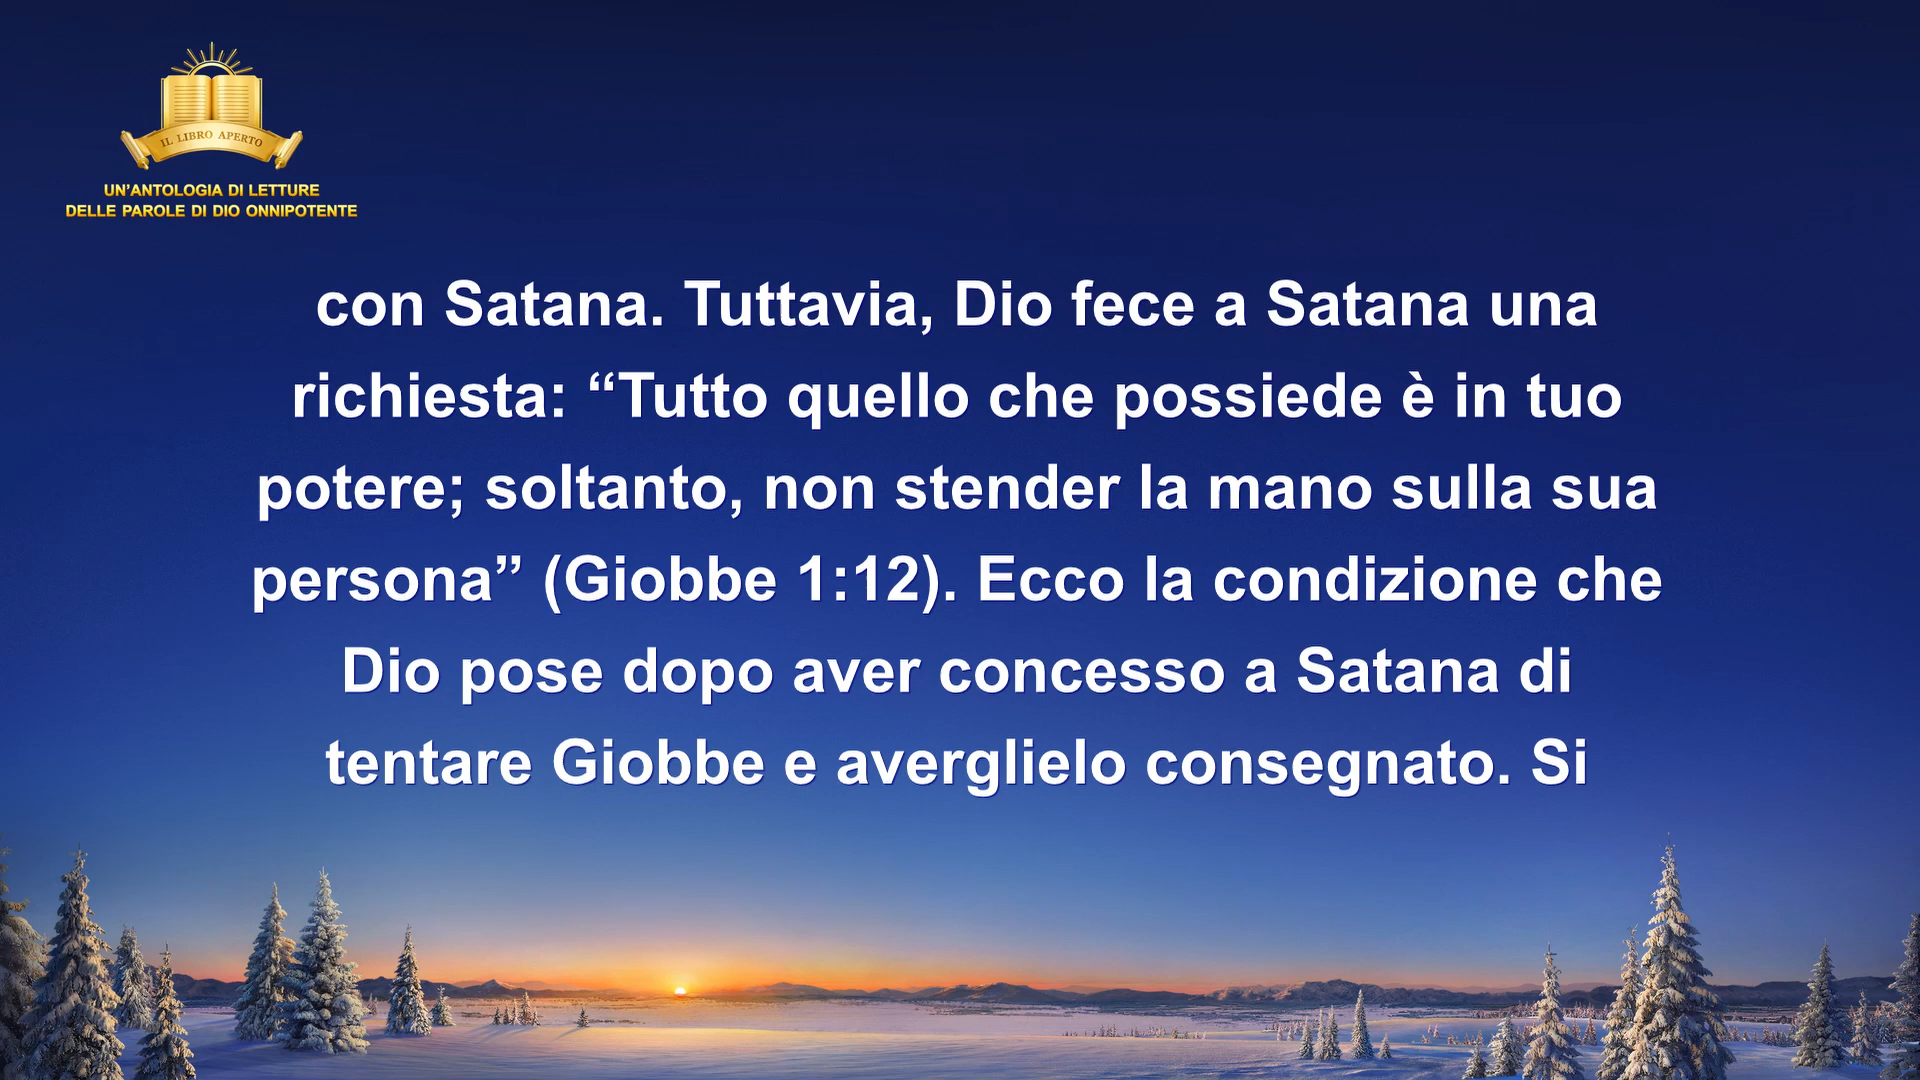 IL LIBRO APERTO
UN'ANTOLOGIA DI LETTURE
DELLE PAROLE DI DIO ONNIPOTENTE
con Satana. Tuttavia, Dio fece a Satana una
richiesta: “Tutto quello che possiede è in tuo
potere; soltanto, non stender la mano sulla sua
persona” (Giobbe 1:12). Ecco la condizione che
Dio pose dopo aver concesso a Satana di
tentare Giobbe e averglielo consegnato. Si